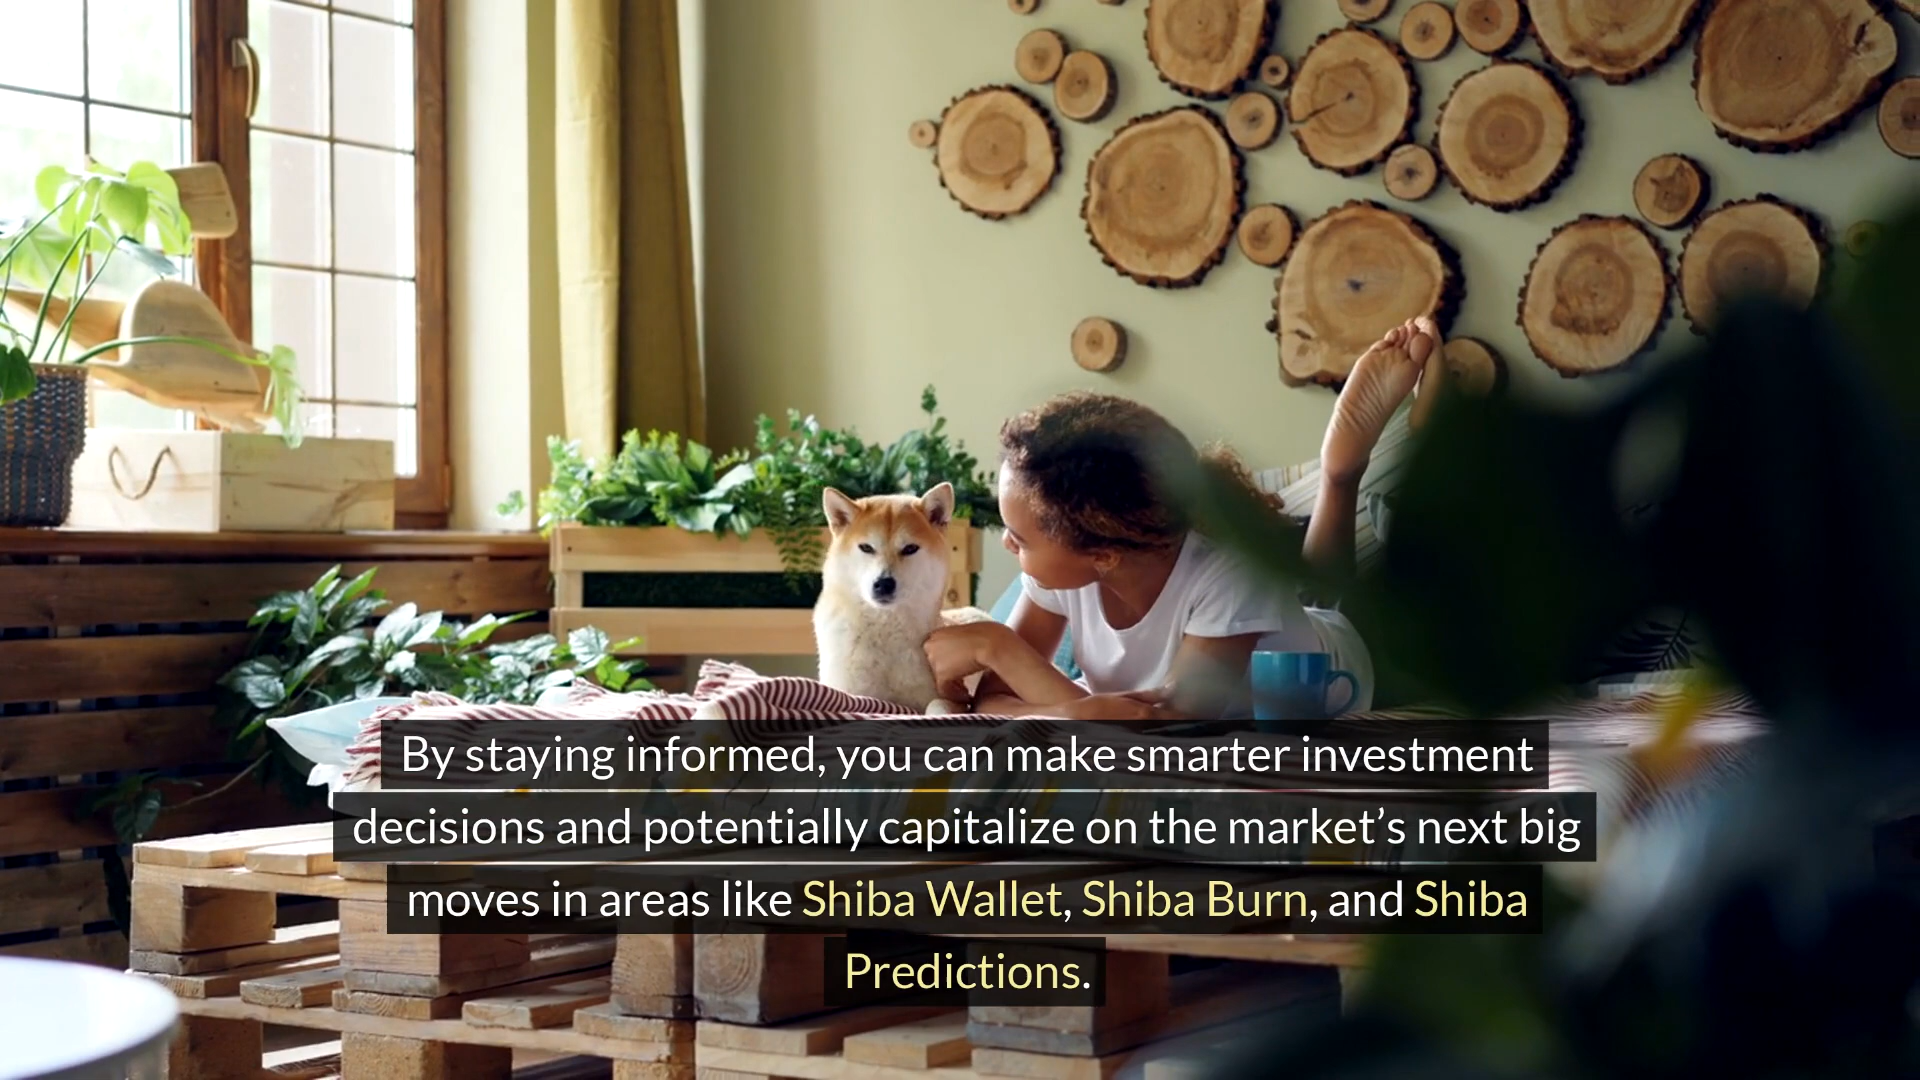 By staying informed, you can make smarter investment
decisions and potentially capitalize on the market’s next big
moves in areas like Shiba Wallet, Shiba Burn, and Shiba
Predictions.